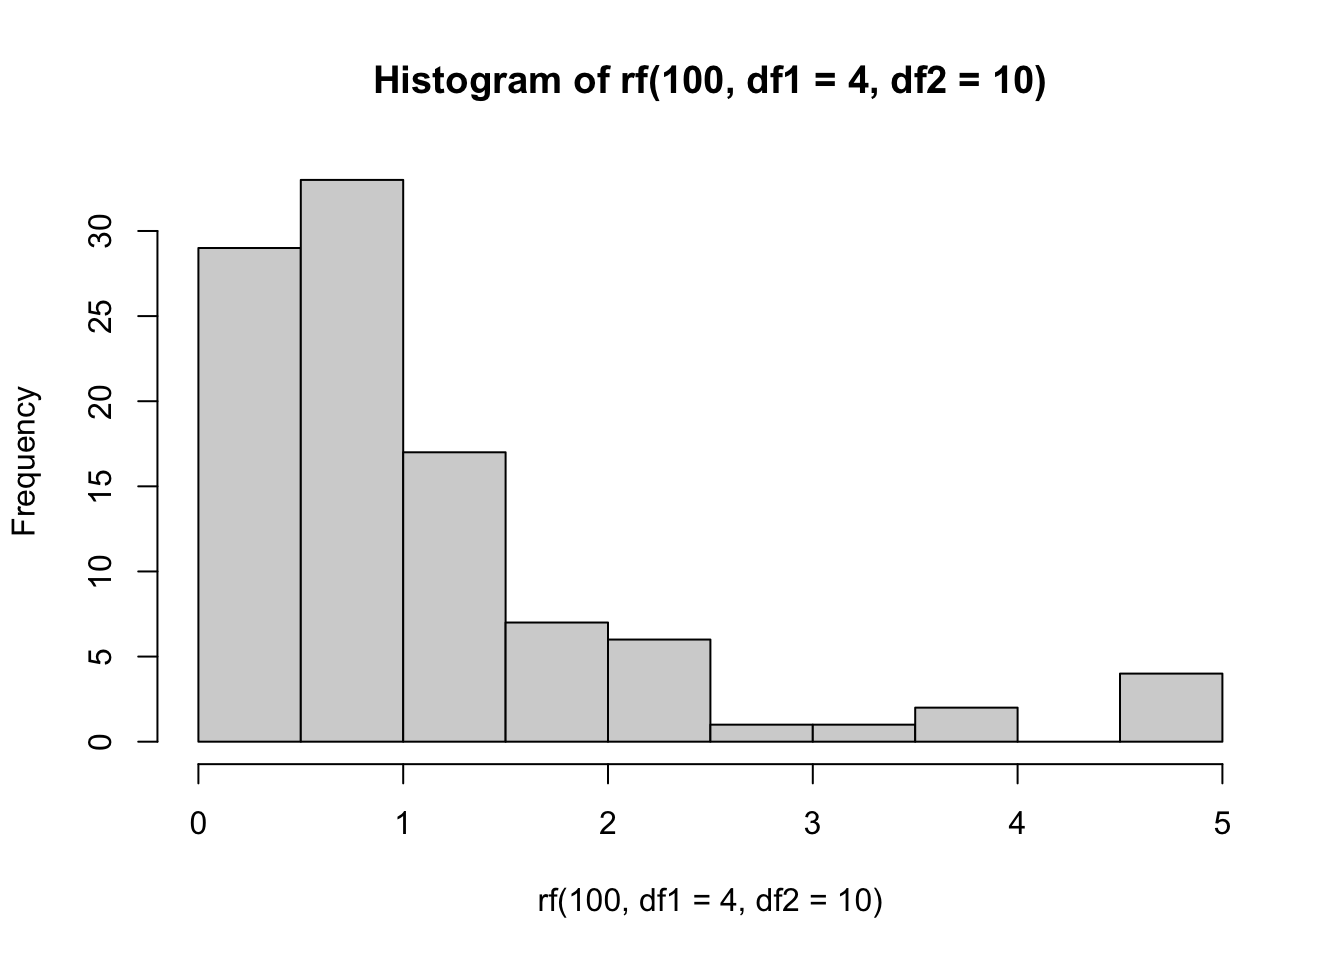 Histogram of rf(100, df1 = 4, df2 = 10)
Frequency
30
25
20
15
10
5
0
0 1 2 3 4 5
rf(100, df1 = 4, df2 = 10)